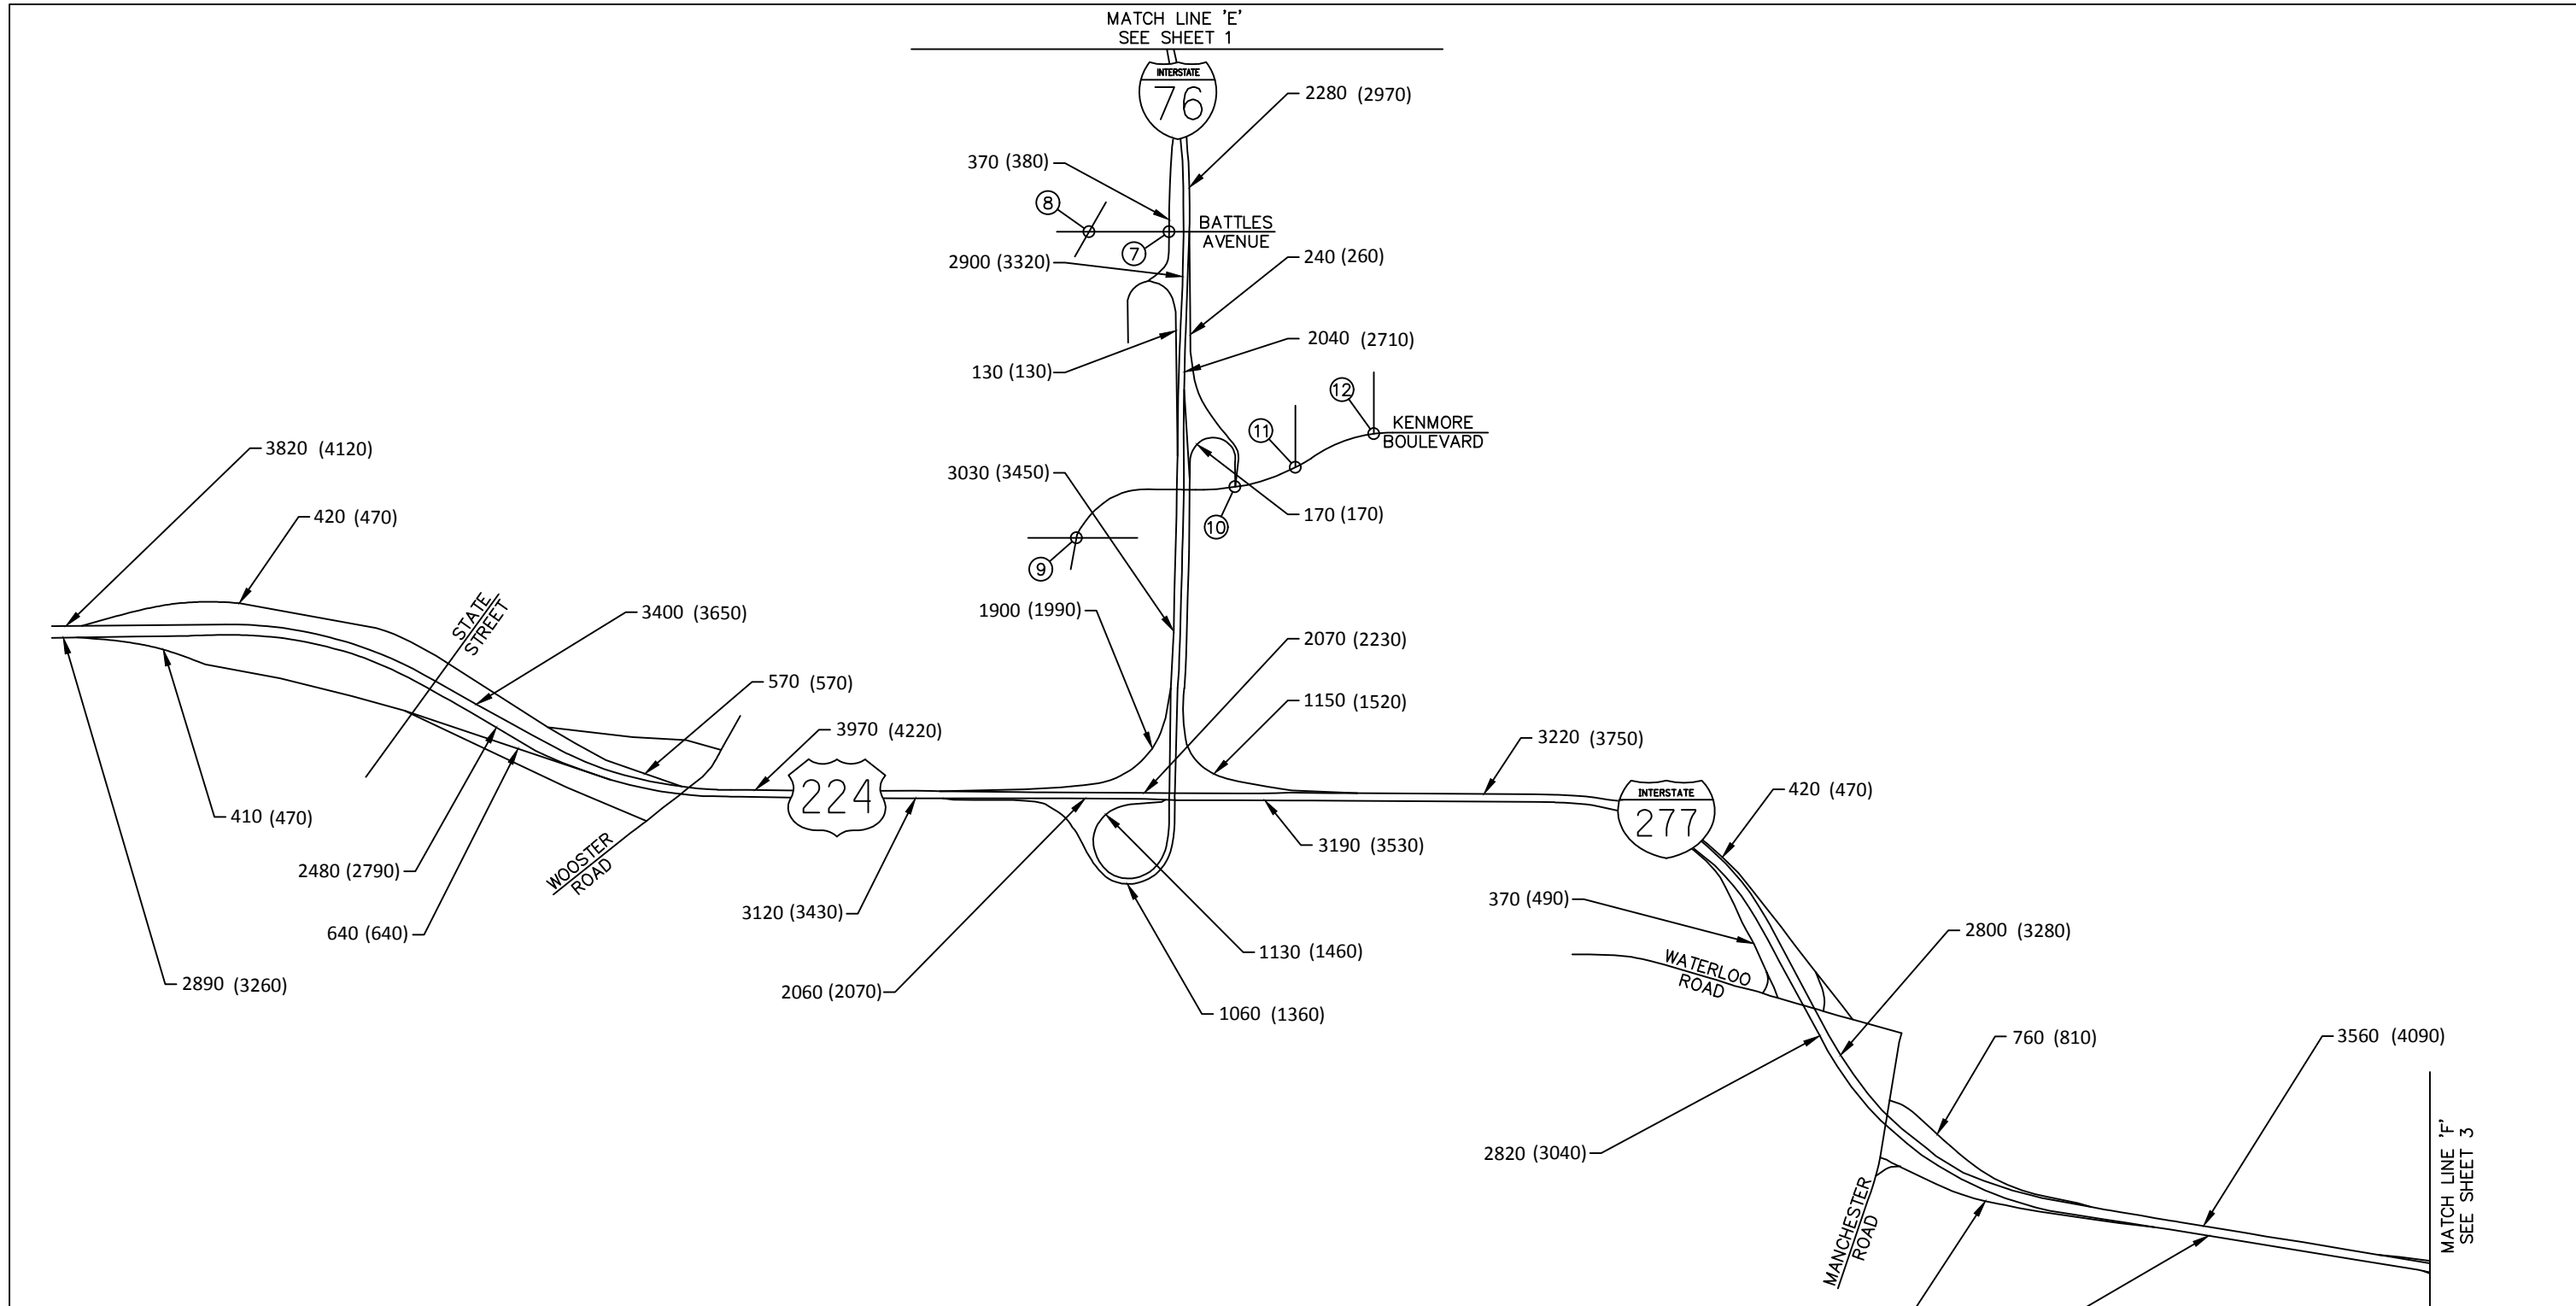 MATCH LINE 'E'
SEE SHEET 1
INTERSTATE
76
2280 (2970)
370 (380)
8
BATTLES
AVENUE
7
2900 (3320)
240 (260)
2040 (2710)
130 (130)
12
KENMORE
BOULEVARD
11
3820 (4120)
3030 (3450)
420 (470)
170 (170)
10
9
STATE
STREET
3400 (3650)
1900 (1990)
2070 (2230)
570 (570)
1150 (1520)
3970 (4220)
3220 (3750)
224
INTERSTATE
277
420 (470)
410 (470)
3190 (3530)
2480 (2790)
WOOSTER
ROAD
370 (490)
3120 (3430)
640 (640)
2800 (3280)
1130 (1460)
WATERLOO
ROAD
2890 (3260)
2060 (2070)
1060 (1360)
760 (810)
3560 (4090)
2820 (3040)
MANCHESTER
ROAD
MATCH LINE 'F'
SEE SHEET 3